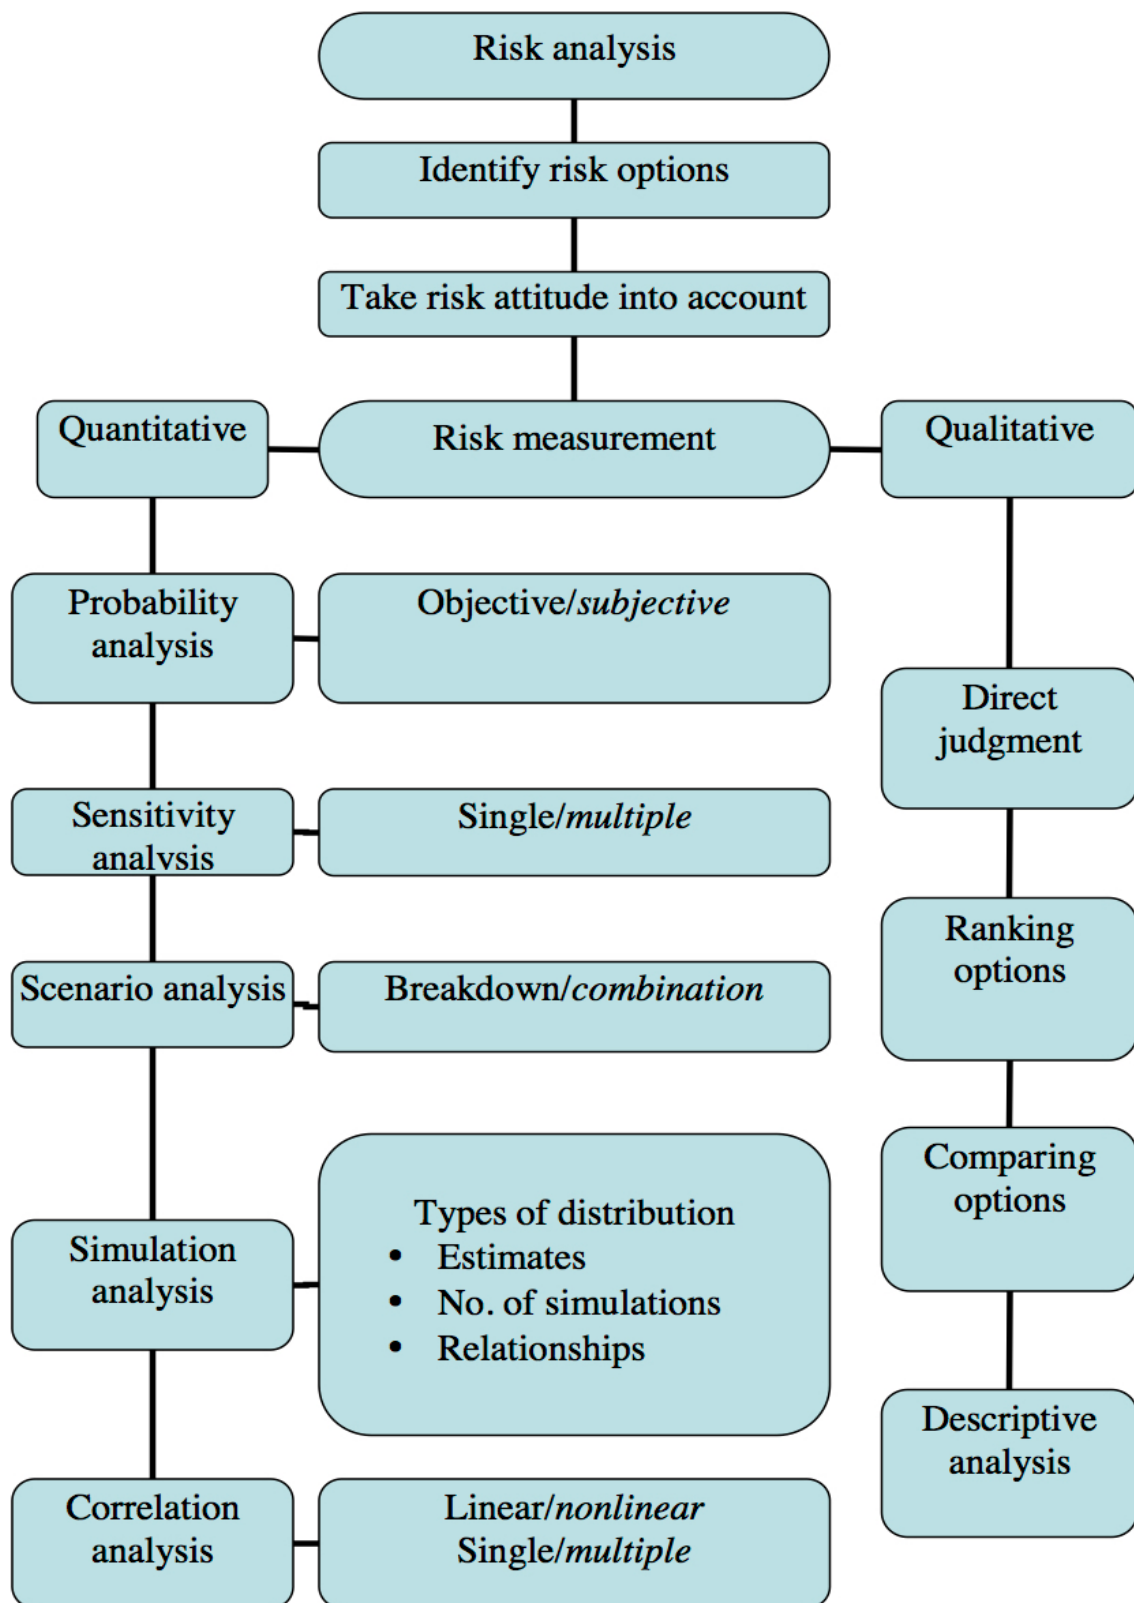 Risk analysis
Identify risk options
Take risk attitude into account
Quantitative
Risk measurement
Qualitative
Probability
analysis
Objective/subjective
Direct
judgment
Sensitivity
analysis
Single/multiple
Ranking
options
Scenario analysis
Breakdown/combination
Comparing
options
Simulation
analysis
Types of distribution
• Estimates
• No. of simulations
• Relationships
Descriptive
analysis
Correlation
analysis
Linear/nonlinear
Single/multiple